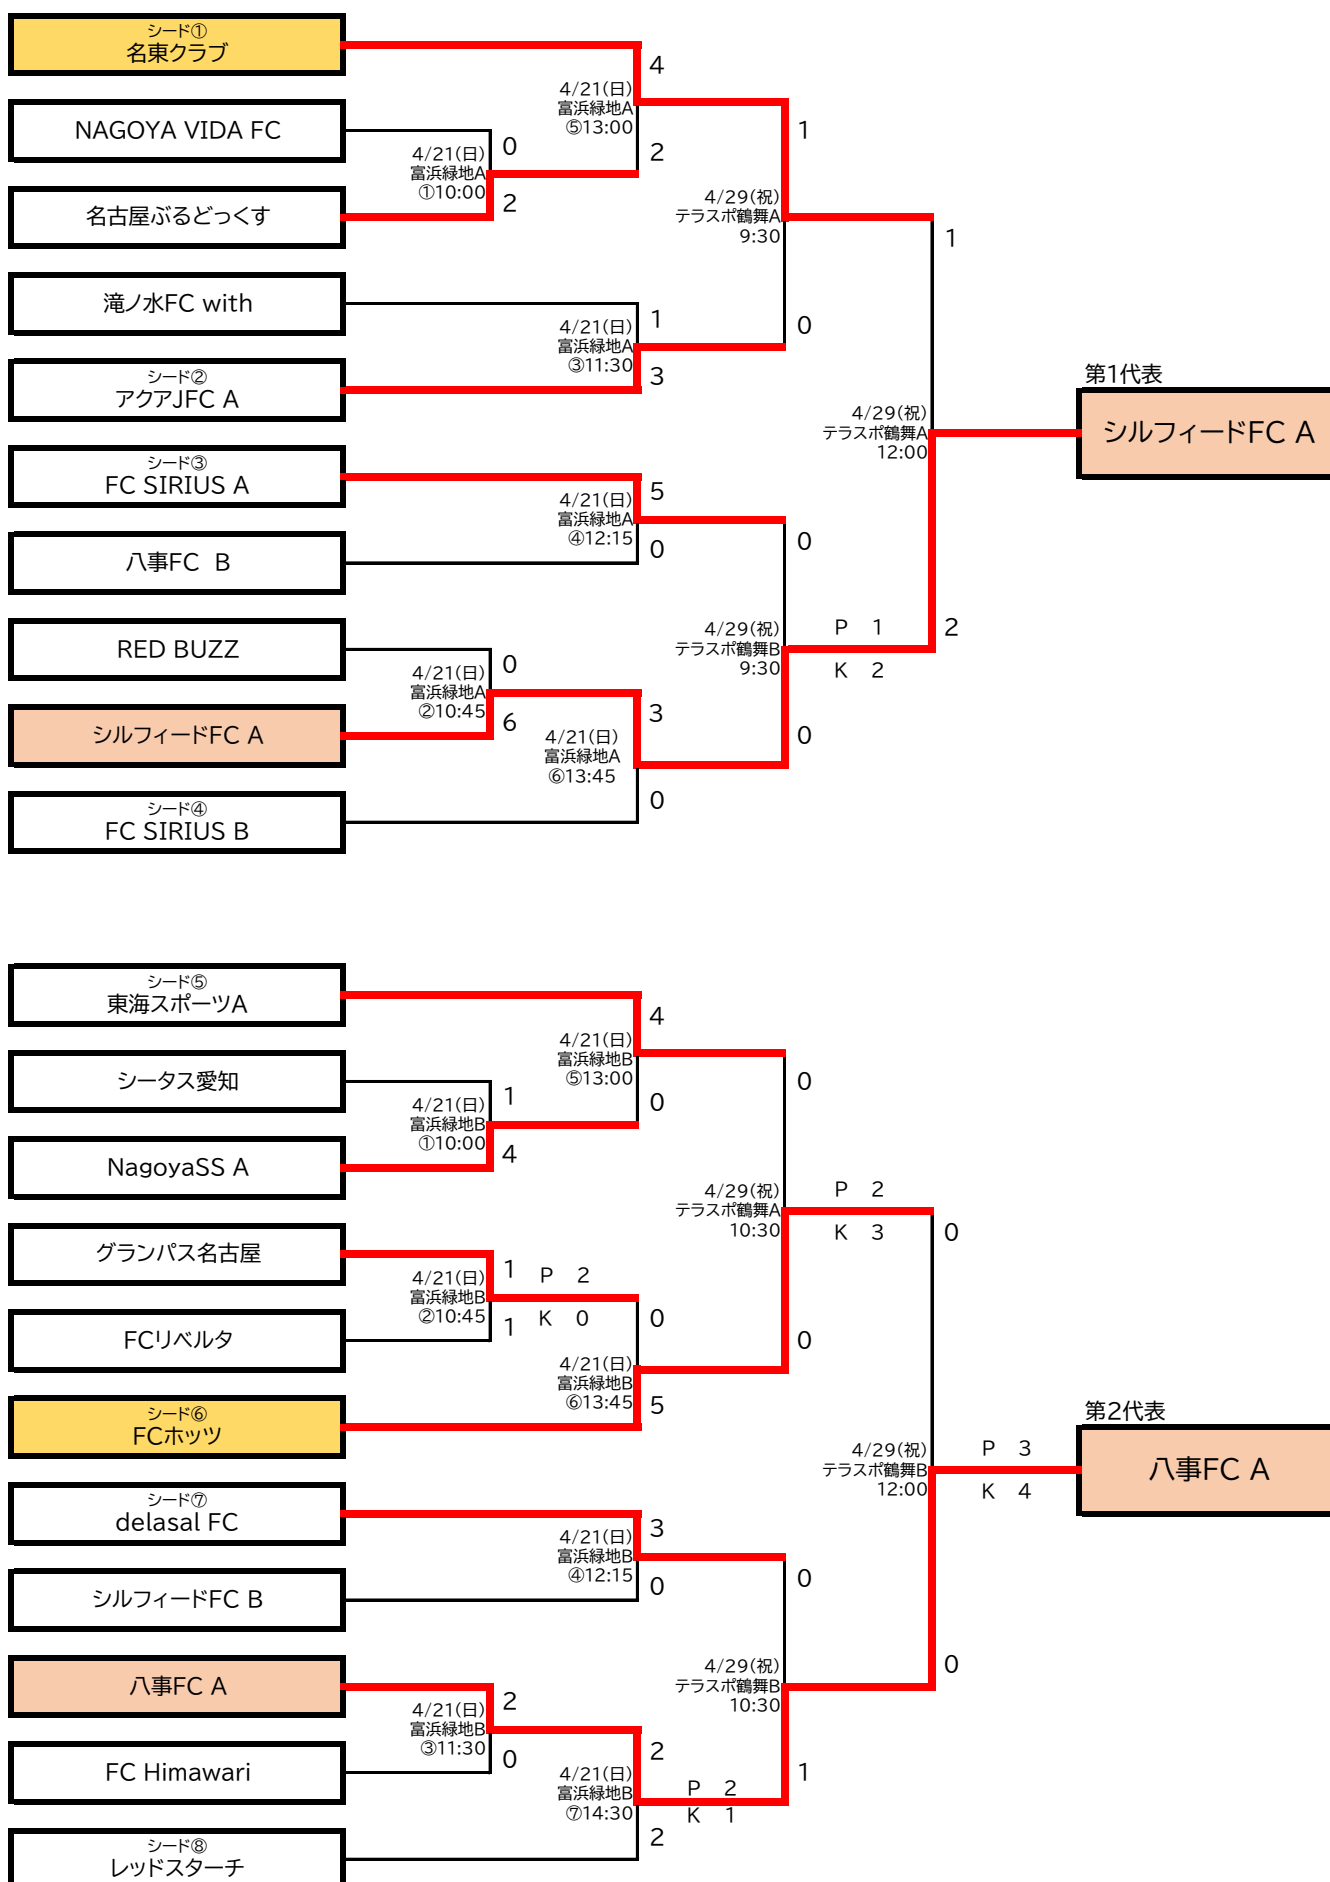 シード①
名東クラブ
4
4/21(日)
富浜緑地A
⑤13:00
NAGOYA VIDA FC
0
4/21(日)
富浜緑地A
①10:00
2
1
2
名古屋ぶるどっくす
4/29(祝)
テラスポ鶴舞A
9:30
1
滝ノ水FC with
1
4/21(日)
富浜緑地A
③11:30
0
3
シード②
アクアJFC A
第1代表
シルフィードFC A
4/29(祝)
テラスポ鶴舞A
12:00
シード③
FC SIRIUS A
5
4/21(日)
富浜緑地A
④12:15
0
0
八事FC B
RED BUZZ
0
4/21(日)
富浜緑地A
②10:45
6
4/29(祝)
テラスポ鶴舞B
9:30
P 1
K 2
2
シルフィードFC A
3
4/21(日)
富浜緑地A
⑥13:45
0
0
シード④
FC SIRIUS B
シード⑤
東海スポーツA
4
4/21(日)
富浜緑地B
⑤13:00
0
シータス愛知
1
4/21(日)
富浜緑地B
①10:00
4
0
NagoyaSS A
4/29(祝)
テラスポ鶴舞A
10:30
P 2
K 3
0
グランパス名古屋
1
4/21(日)
富浜緑地B
②10:45
1
P 2
K 0
0
FCリベルタ
4/21(日)
富浜緑地B
⑥13:45
5
0
シード⑥
FCホッツ
第2代表
八事FC A
4/29(祝)
テラスポ鶴舞B
12:00
P 3
K 4
シード⑦
delasal FC
3
4/21(日)
富浜緑地B
④12:15
0
0
シルフィードFC B
八事FC A
2
4/21(日)
富浜緑地B
③11:30
0
4/29(祝)
テラスポ鶴舞B
10:30
0
FC Himawari
2
4/21(日)
富浜緑地B
⑦14:30
2
P 2
K 1
1
シード⑧
レッドスターチ